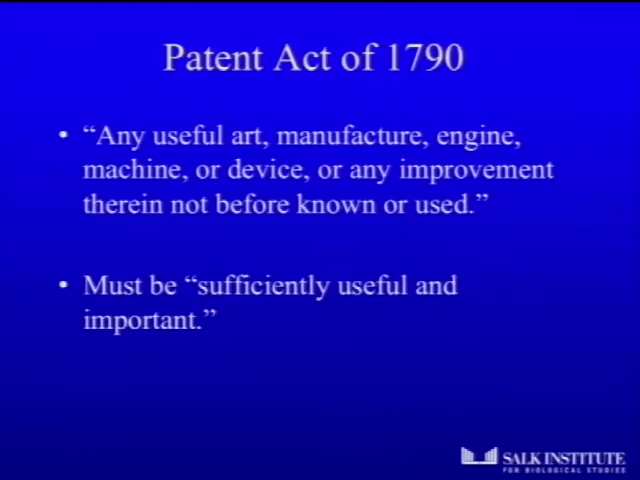 Patent Act of 1790
• “Any useful art, manufacture, engine,
machine, or device, or any improvement
therein not before known or used.”
• Must be “sufficiently useful and
important.”
SALK INSTITUTE
FOR BIOLOGICAL STUDIES